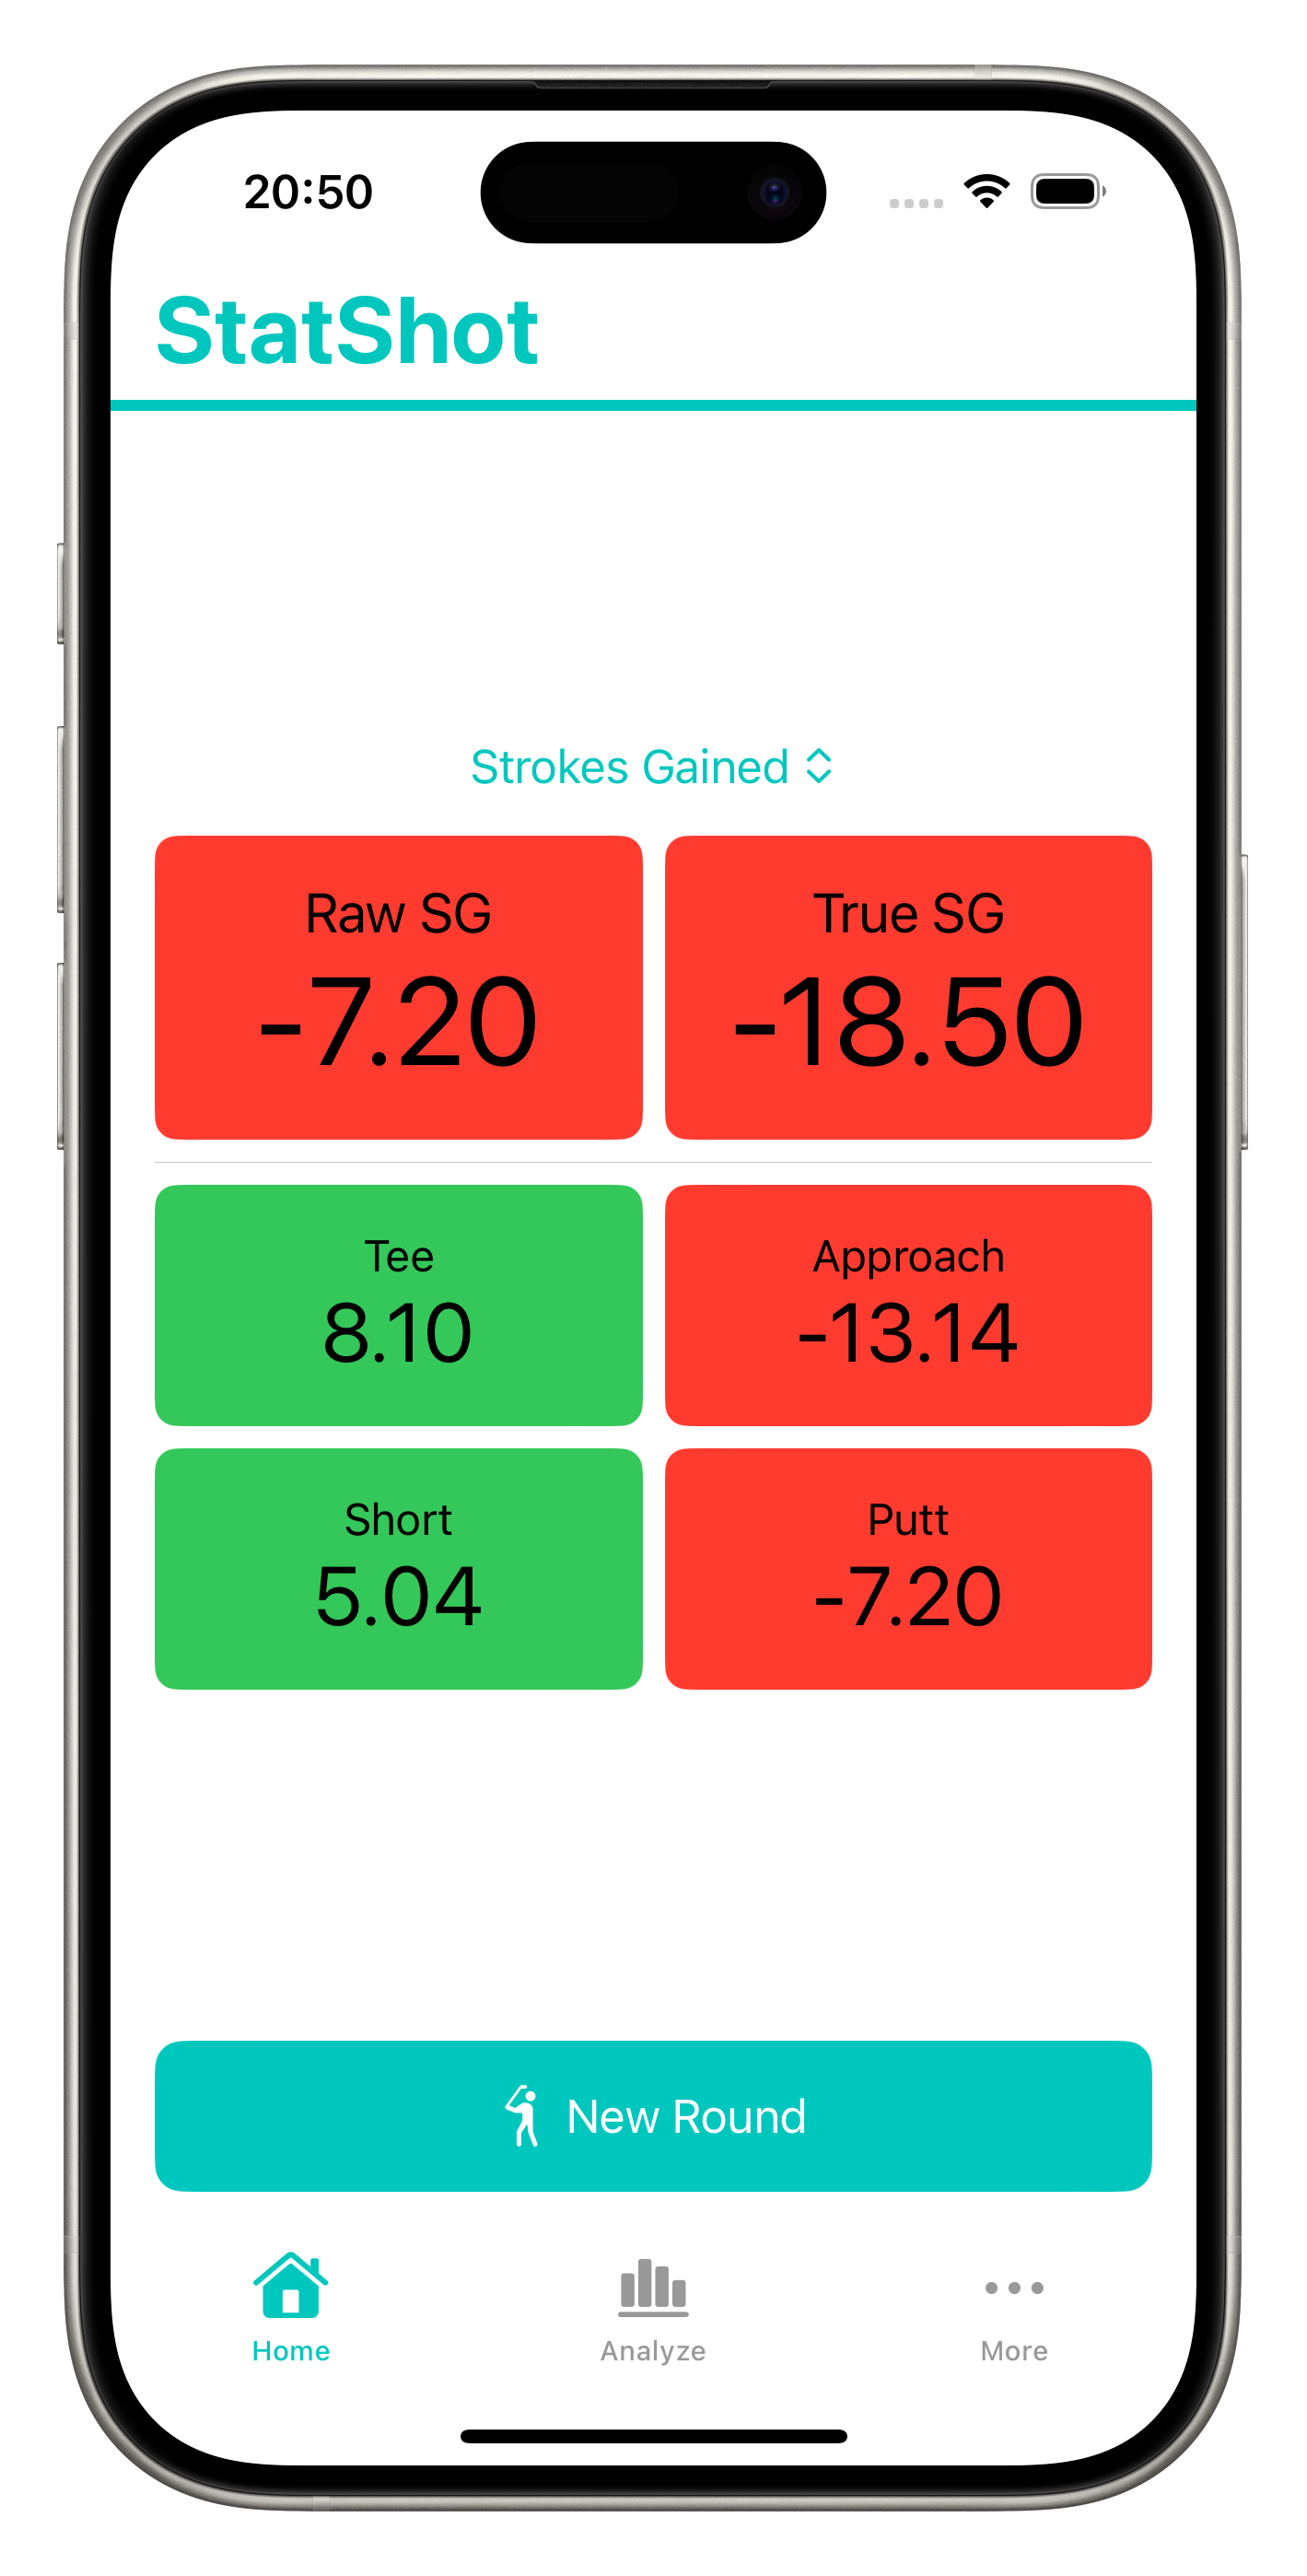 20:50
StatShot
Strokes Gained
Raw SG
-7.20
True SG
-18.50
Tee
8.10
Approach
-13.14
Short
5.04
Putt
-7.20
New Round
Home
Analyze
More